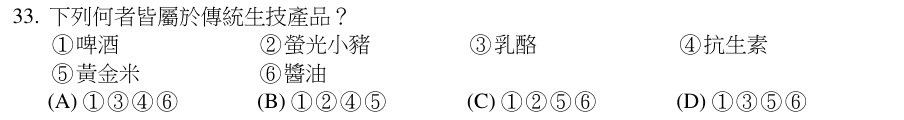 33. 下列何者皆屬於傳統生技產品？
①啤酒 ②螢光小豬 ③乳酪 ④抗生素
⑤黃金米 ⑥醬油
(A) ①③④⑥ (B) ①②④⑤ (C) ①②⑤⑥ (D) ①③⑤⑥